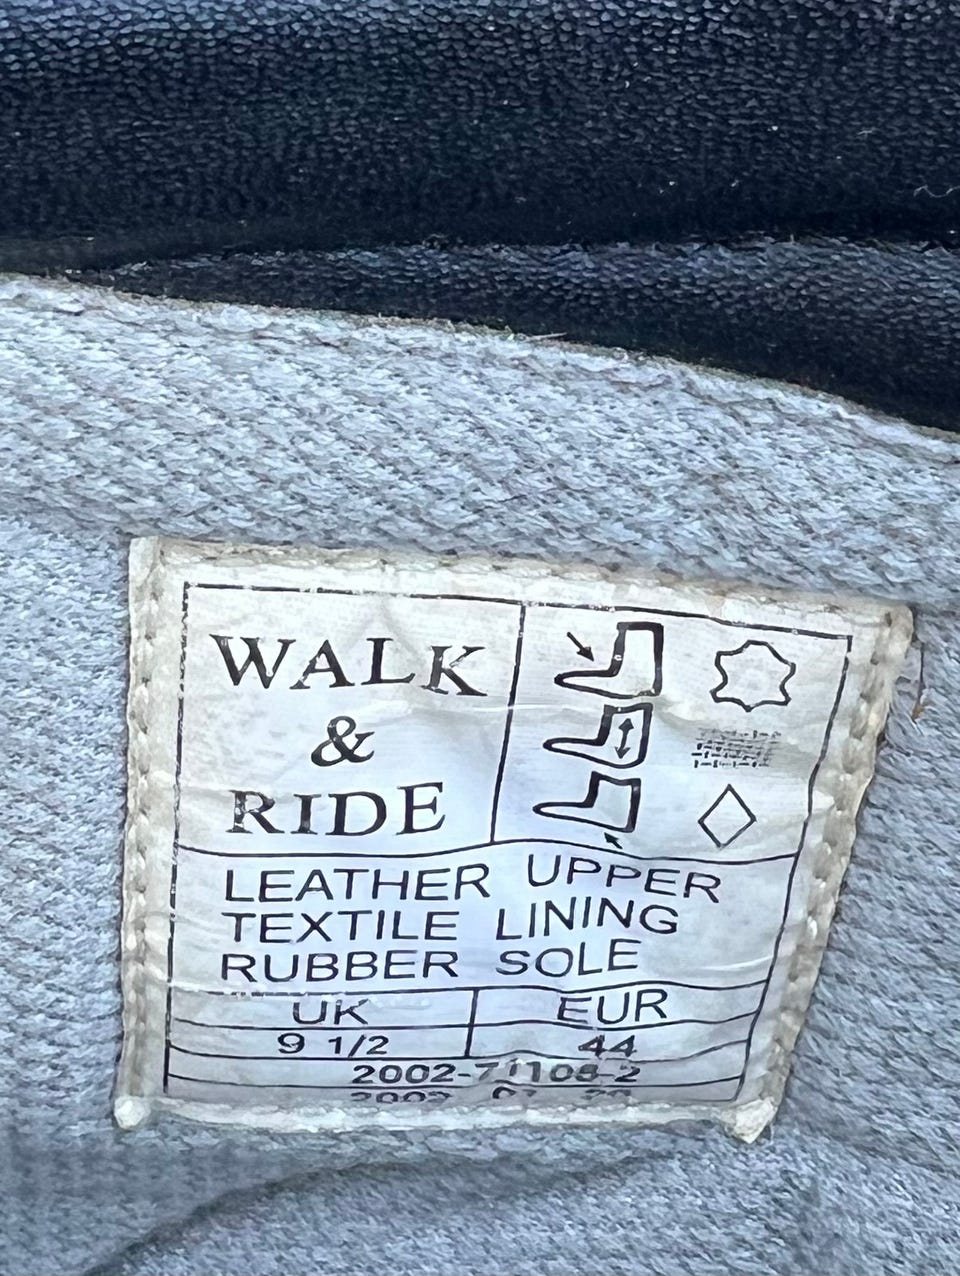 WALK
&
RIDE
LEATHER UPPER
TEXTILE LINING
RUBBER SOLE
UK EUR
9 1/2 44